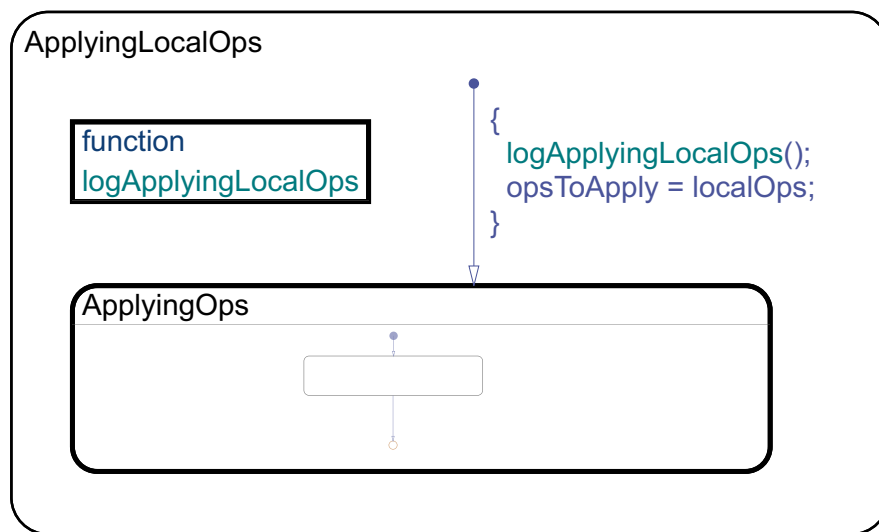 ApplyingLocalOps
function
logApplyingLocalOps
{
logApplyingLocalOps();
opsToApply = localOps;
}
ApplyingOps